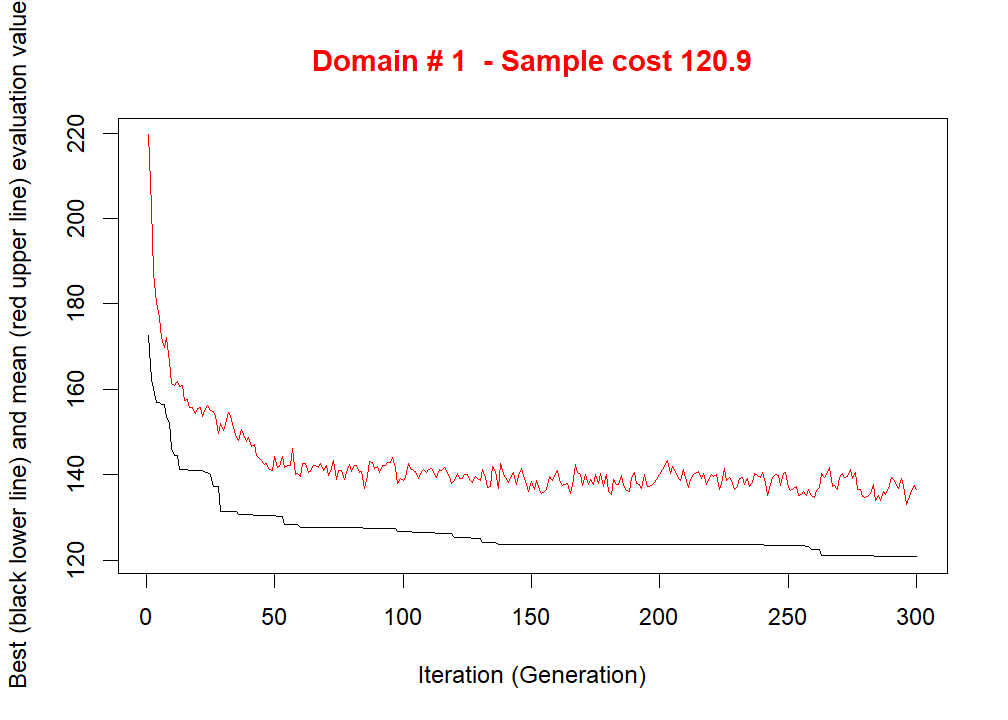 Domain # 1  - Sample cost 120.9
Best (black lower line) and mean (red upper line) evaluation value
220
200
180
160
140
120
0 50 100 150 200 250 300
Iteration (Generation)